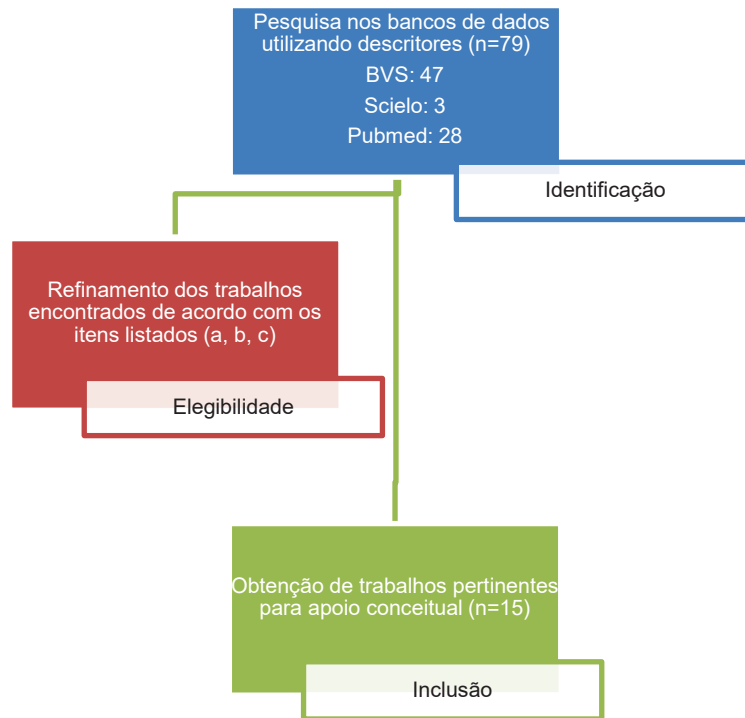 Pesquisa nos bancos de dados
utilizando descritores (n=79)
BVS: 47
Scielo: 3
Pubmed: 28
Identificação
Refinamento dos trabalhos
encontrados de acordo com os
itens listados (a, b, c)
Elegibilidade
Obtenção de trabalhos pertinentes
para apoio conceitual (n=15)
Inclusão